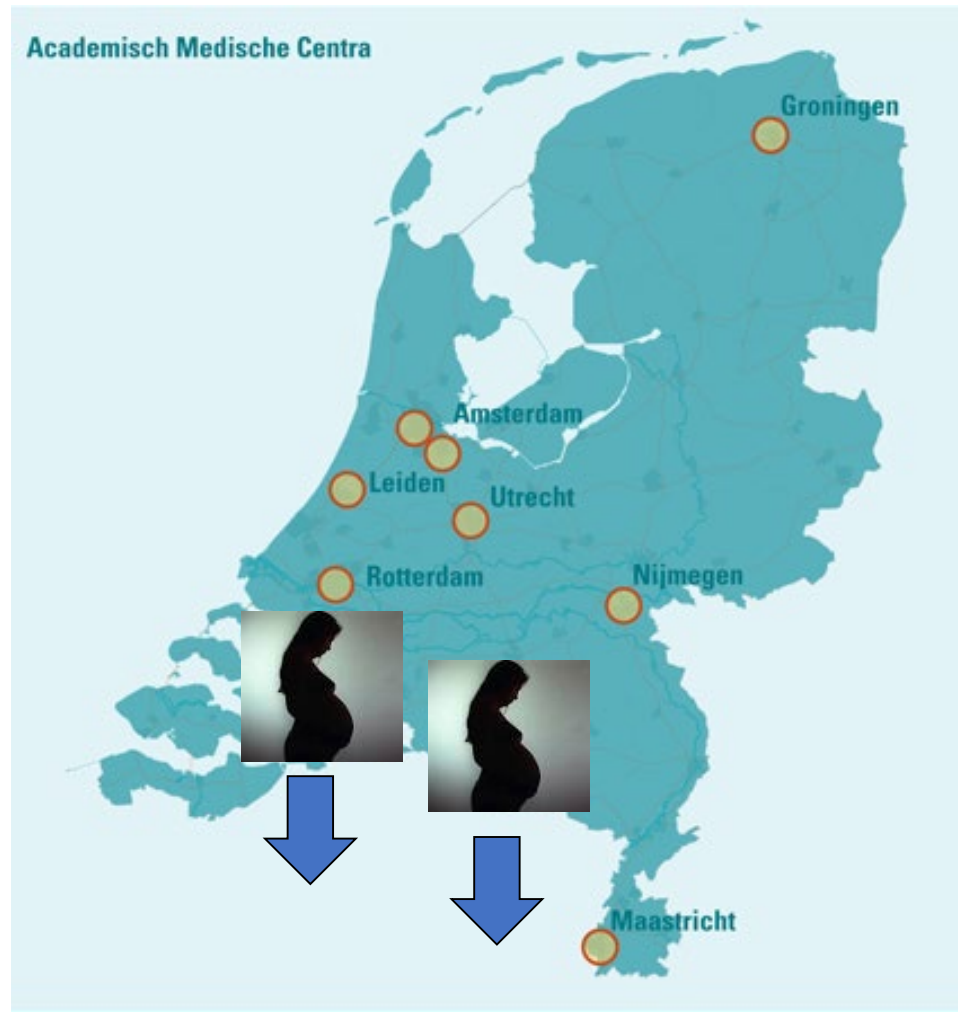 Academisch Medische Centra
Groningen
Amsterdam
Leiden
Utrecht
Rotterdam
Nijmegen
Maastricht